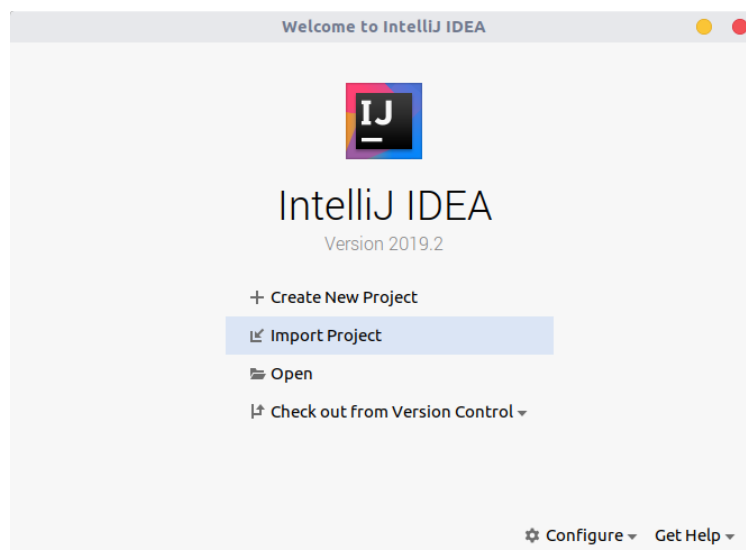 Welcome to IntelliJ IDEA
IJ
IntelliJ IDEA
Version 2019.2
Create New Project
Import Project
Open
Check out from Version Control
Configure Get Help